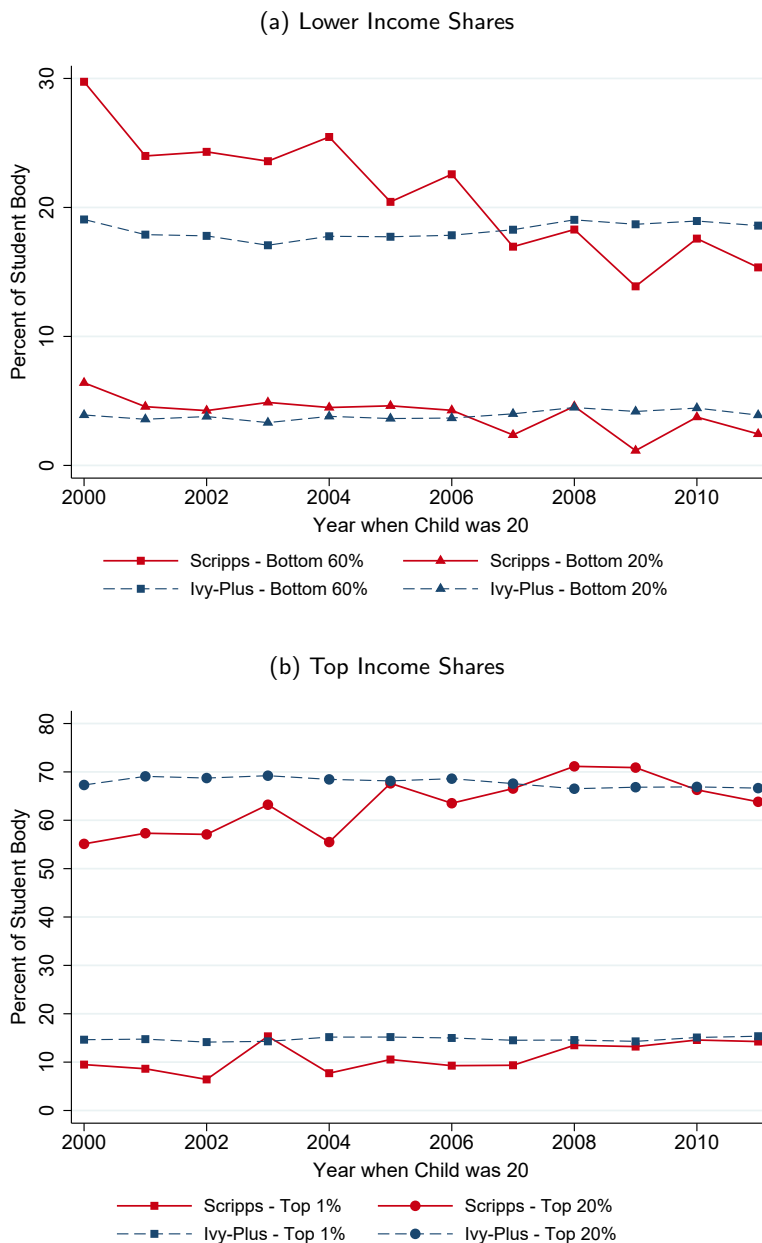 (a) Lower Income Shares
Percent of Student Body
30
20
10
0
2000 2002 2004 2006 2008 2010
Year when Child was 20
Scripps - Bottom 60% Scripps - Bottom 20%
Ivy-Plus - Bottom 60% Ivy-Plus - Bottom 20%
(b) Top Income Shares
Percent of Student Body
80
70
60
50
40
30
20
10
0
2000 2002 2004 2006 2008 2010
Year when Child was 20
Scripps - Top 1% Scripps - Top 20%
Ivy-Plus - Top 1% Ivy-Plus - Top 20%